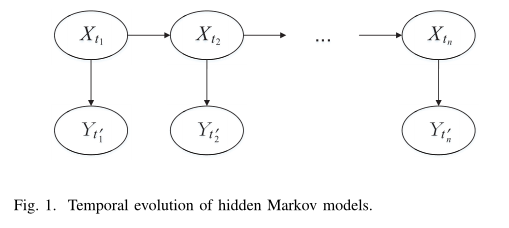 X_{t_1} X_{t_2} ... X_{t_n}
Y_{t'_1} Y_{t'_2} Y_{t'_n}
Fig. 1. Temporal evolution of hidden Markov models.